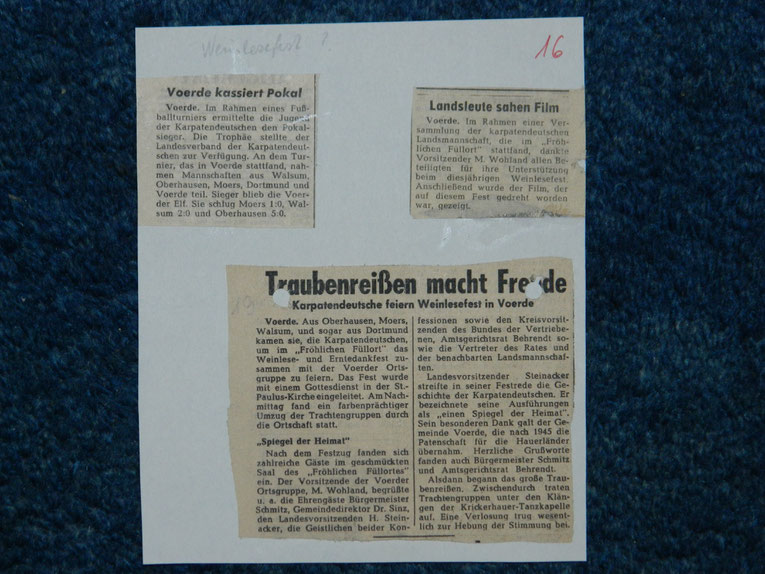 Weinlesefest ?
16
Voerde kassiert Pokal
Voerde. Im Rahmen eines Fuß-
ballturniers ermittelte die Jugend
der Karpatendeutschen den Pokal-
sieger. Die Trophäe stellte der
Landesverband der Karpatendeut-
schen zur Verfügung. An dem Tur-
nier, das in Voerde stattfand, nah-
men Mannschaften aus Walsum,
Oberhausen, Moers, Dortmund und
Voerde teil. Sieger blieb die Voer-
der Elf. Sie schlug Moers 1:0, Wal-
sum 2:0 und Oberhausen 5:0.
Landsleute sahen Film
Voerde. Im Rahmen einer Ver-
sammlung der karpatendeutschen
Landsmannschaft, die im „Fröh-
lichen Füllort" stattfand, dankte
Vorsitzender M. Wohland allen Be-
teiligten für ihre Unterstützung
beim diesjährigen Weinlesefest.
Anschließend wurde der Film, der
auf diesem Fest gedreht worden
war, gezeigt.
Traubenreißen macht Freude
Karpatendeutsche feiern Weinlesefest in Voerde
Voerde. Aus Oberhausen, Moers,
Walsum, und sogar aus Dortmund
kamen sie, die Karpatendeutschen,
um im „Fröhlichen Füllort" das
Weinlese- und Erntedankfest zu-
sammen mit der Voerder Orts-
gruppe zu feiern. Das Fest wurde
mit einem Gottesdienst in der St.-
Paulus-Kirche eingeleitet. Am Nach-
mittag fand ein farbenprächtiger
Umzug der Trachtengruppen durch
die Ortschaft statt.
„Spiegel der Heimat"
Nach dem Festzug fanden sich
zahlreiche Gäste im geschmückten
Saal des „Fröhlichen Füllortes"
ein. Der Vorsitzende der Voerder
Ortsgruppe, M. Wohland, begrüßte
u. a. die Ehrengäste Bürgermeister
Schmitz, Gemeindedirektor Dr. Sinz,
den Landesvorsitzenden H. Stein-
acker, die Geistlichen beider Kon-
fessionen sowie den Kreisvorsit-
zenden des Bundes der Vertriebe-
nen, Amtsgerichtsrat Behrendt so-
wie die Vertreter des Rates und
der benachbarten Landsmannschaf-
ten.
Landesvorsitzender Steinacker
streifte in seiner Festrede die Ge-
schichte der Karpatendeutschen. Er
bezeichnete seine Ausführungen
als „einen Spiegel der Heimat".
Sein besonderen Dank galt der Ge-
meinde Voerde, die nach 1945 die
Patenschaft für die Hauerländer
übernahm. Herzliche Grußworte
fanden auch Bürgermeister Schmitz
und Amtsgerichtsrat Behrendt.
Alsdann begann das große Trau-
benreißen. Zwischendurch traten
Trachtengruppen unter den Klän-
gen der Krickerhauer-Tanzkapelle
auf. Eine Verlosung trug wesent-
lich zur Hebung der Stimmung bei.